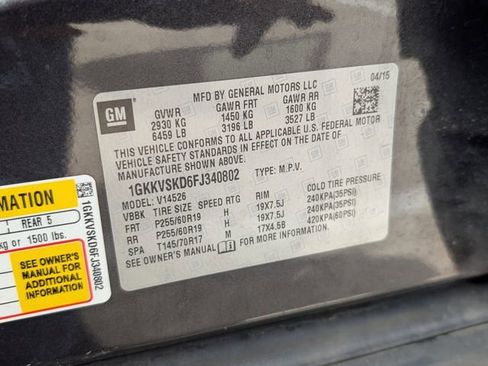 GM
MFD BY GENERAL MOTORS LLC
04/15
GVWR GAWR FRT GAWR RR
2930 KG 1450 KG 1600 KG
6459 LB 3196 LB 3527 LB
THIS VEHICLE CONFORMS TO ALL APPLICABLE U.S. FEDERAL MOTOR
VEHICLE SAFETY STANDARDS IN EFFECT ON THE DATE OF
MANUFACTURE SHOWN ABOVE.
1GKKVSKD6FJ340802 TYPE: M.P.V.
MODEL: V14526
VBBK TIRE SIZE SPEED RTG RIM COLD TIRE PRESSURE
FRT P255/60R19 H 19X7.5J 240KPA(35PSI)
RR P255/60R19 H 19X7.5J 240KPA(35PSI)
SPA T145/70R17 M 17X4.5B 420KPA(60PSI)
SEE OWNER'S MANUAL FOR MORE INFORMATION.
1 REAR 5
kg or 1500 lbs.
SEE OWNER'S
MANUAL FOR
ADDITIONAL
INFORMATION
1GKKVSKD6FJ340802